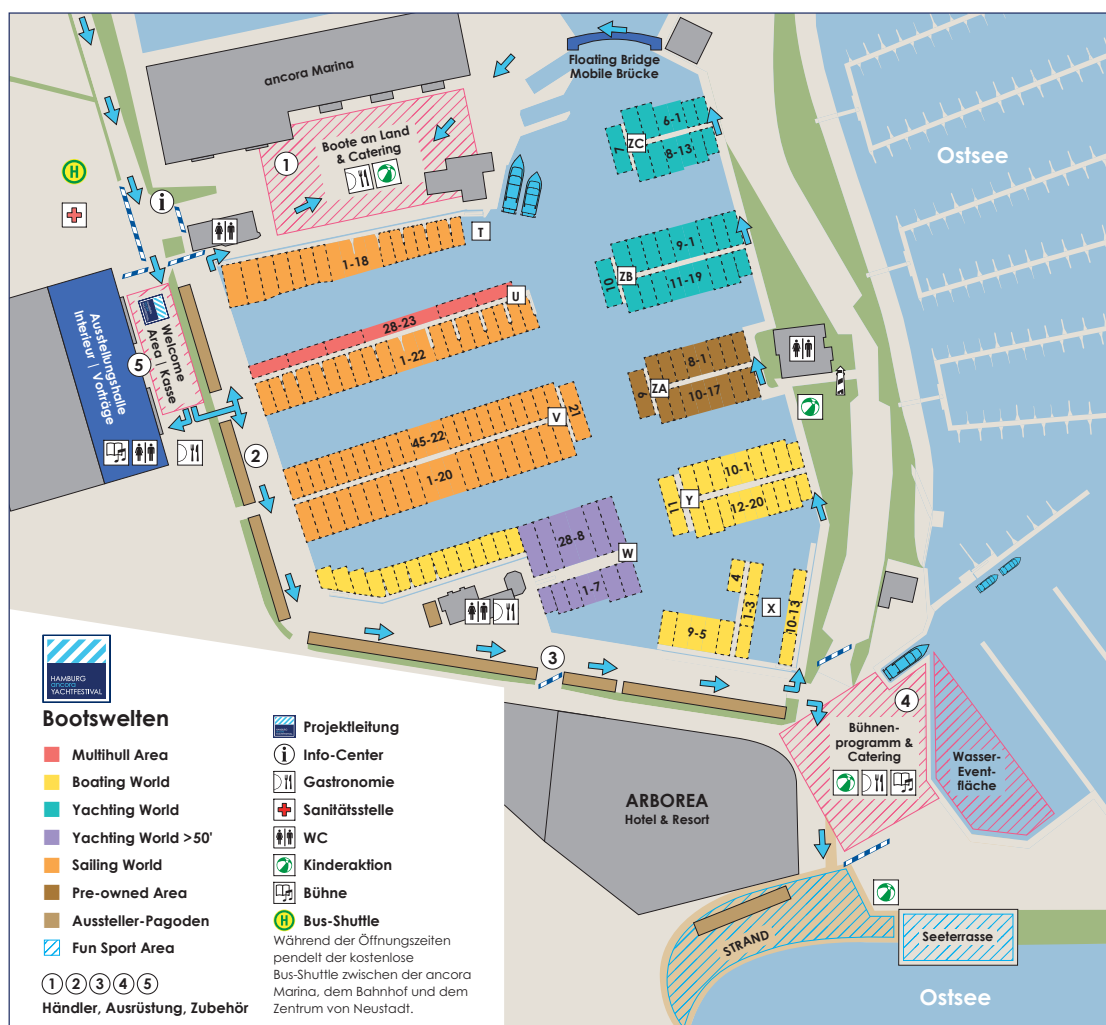 ancora Marina
Floating Bridge
Mobile Brücke
Ostsee
1
Boote an Land
& Catering
H
i
T
1-18
U
28-23
1-22
V
21
45-22
1-20
ZC
6-1
7
8-13
ZB
9-1
10
11-19
ZA
8-1
9
10-17
Y
10-1
11
12-20
W
28-8
1-7
X
4
1-3
9-5
10-13
Welcome
Area | Kasse
5
Ausstellungshalle
Interieur | Vorträge
2
3
4
Bühnen-
programm &
Catering
Wasser-
Event-
fläche
ARBOREA
Hotel & Resort
STRAND
Seeterrasse
Ostsee
HAMBURG
ancora
YACHTFESTIVAL
Bootswelten
Multihull Area
Boating World
Yachting World
Yachting World >50'
Sailing World
Pre-owned Area
Aussteller-Pagoden
Fun Sport Area
1 2 3 4 5
Händler, Ausrüstung, Zubehör
Projektleitung
i Info-Center
Gastronomie
Sanitätsstelle
WC
Kinderaktion
Bühne
H Bus-Shuttle
Während der Öffnungszeiten
pendelt der kostenlose
Bus-Shuttle zwischen der ancora
Marina, dem Bahnhof und dem
Zentrum von Neustadt.